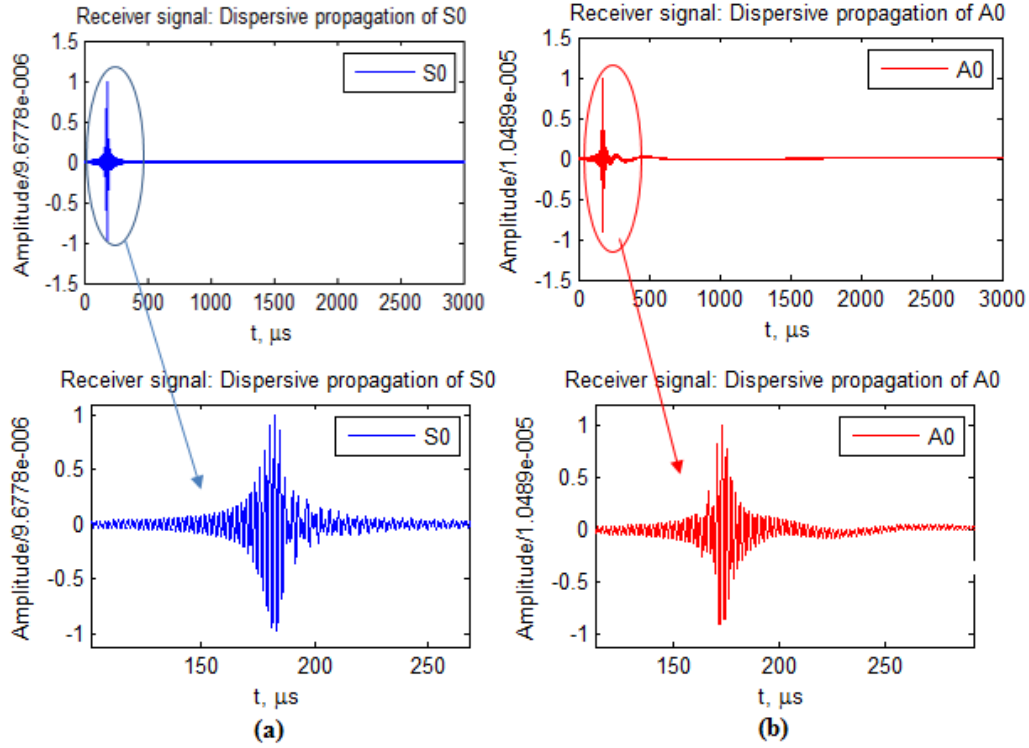 Receiver signal: Dispersive propagation of S0
Amplitude/9.6778e-006
1.5
1
0.5
0
-0.5
-1
-1.5
S0
0 500 1000 1500 2000 2500 3000
t, μs
Receiver signal: Dispersive propagation of A0
Amplitude/1.0489e-005
1.5
1
0.5
0
-0.5
-1
-1.5
A0
0 500 1000 1500 2000 2500 3000
t, μs
Receiver signal: Dispersive propagation of S0
Amplitude/9.6778e-006
1
0.5
0
-0.5
-1
S0
150 200 250
t, μs
(a)
Receiver signal: Dispersive propagation of A0
Amplitude/1.0489e-005
1
0.5
0
-0.5
-1
A0
150 200 250
t, μs
(b)